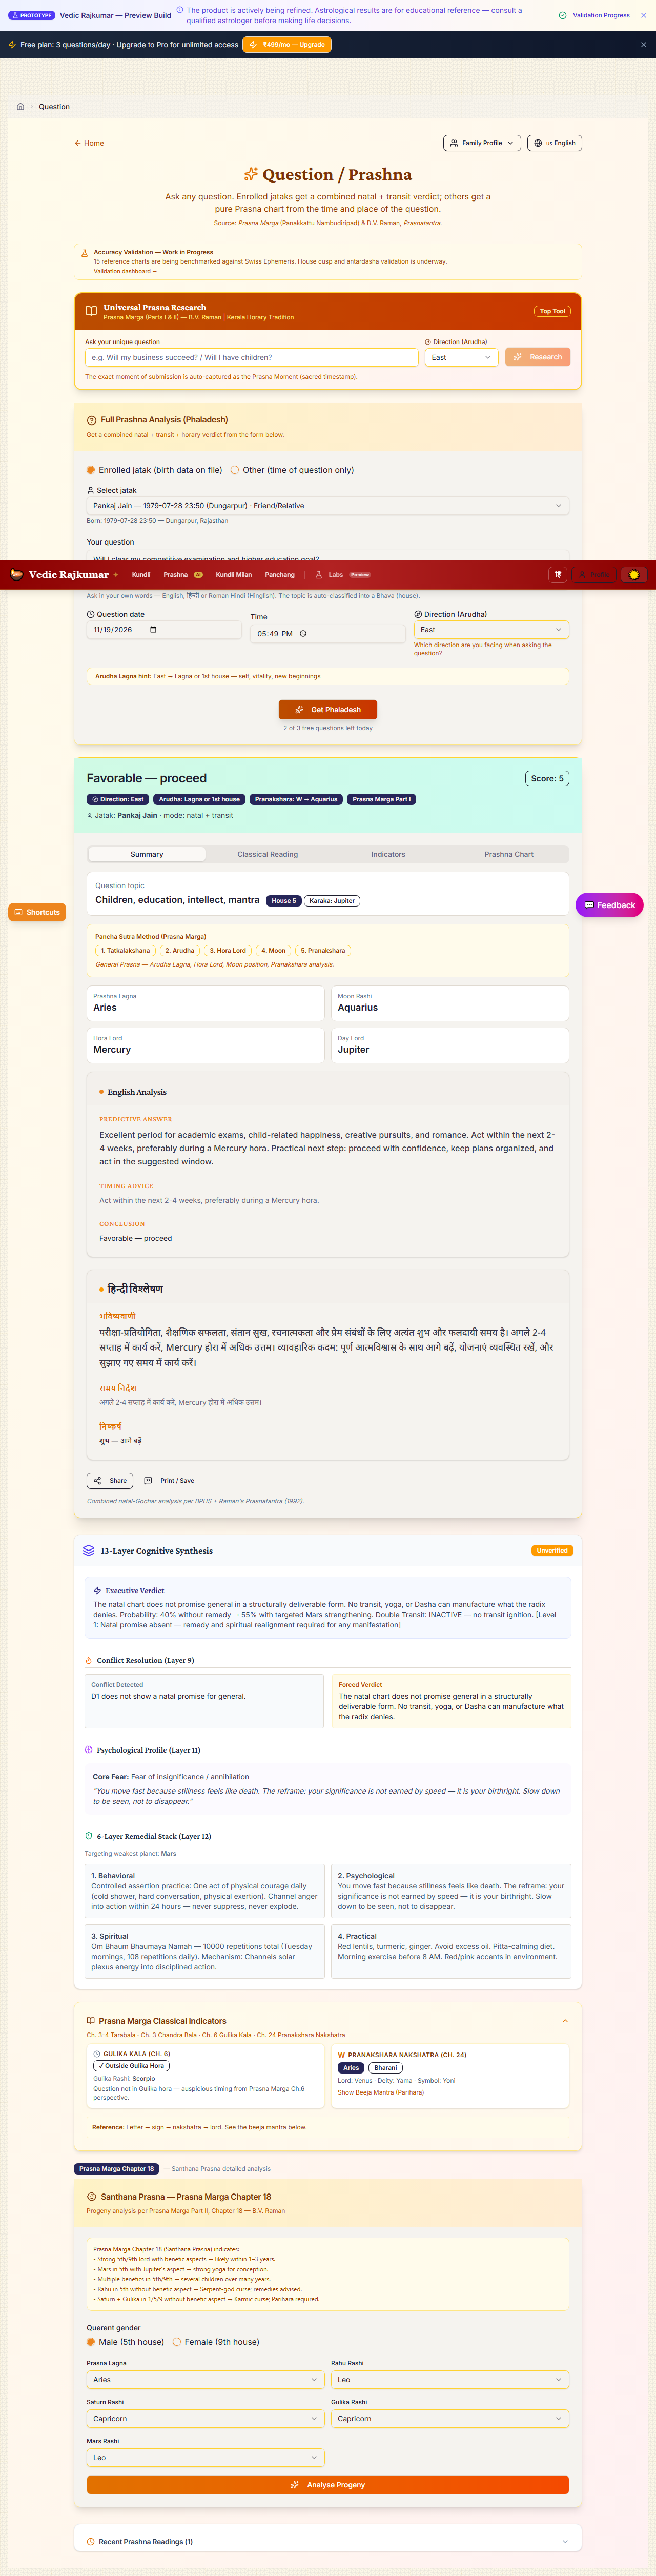 PROTOTYPE Vedic Rajkumar — Preview Build
The product is actively being refined. Astrological results are for educational reference — consult a
qualified astrologer before making life decisions.
Validation Progress
Free plan: 3 questions/day · Upgrade to Pro for unlimited access
₹499/mo — Upgrade
Question
Home
Family Profile
us English
Question / Prashna
Ask any question. Enrolled jataks get a combined natal + transit verdict; others get a
pure Prasna chart from the time and place of the question.
Source: Prasna Marga (Panakkattu Nambudiripad) & B.V. Raman, Prasnatantra.
Accuracy Validation — Work in Progress
15 reference charts are being benchmarked against Swiss Ephemeris. House cusp and antardasha validation is underway.
Validation dashboard →
Universal Prasna Research
Prasna Marga (Parts I & II) — B.V. Raman | Kerala Horary Tradition
Top Tool
Ask your unique question
Direction (Arudha)
e.g. Will my business succeed? / Will I have children?
East
Research
The exact moment of submission is auto-captured as the Prasna Moment (sacred timestamp).
Full Prashna Analysis (Phaladesh)
Get a combined natal + transit + horary verdict from the form below.
Enrolled jatak (birth data on file)
Other (time of question only)
Select jatak
Pankaj Jain — 1979-07-28 23:50 (Dungarpur) · Friend/Relative
Born: 1979-07-28 23:50 — Dungarpur, Rajasthan
Your question
Will I clear my competitive examination and higher education goal?
Vedic Rajkumar
Kundli
Prashna
AI
Kundli Milan
Panchang
Labs
Preview
हिं
Ask in your own words — English, हिन्दी or Roman Hindi (Hinglish). The topic is auto-classified into a Bhava (house).
Question date
Time
Direction (Arudha)
11/19/2026
05:49 PM
East
Which direction are you facing when asking the
question?
Arudha Lagna hint: East → Lagna or 1st house — self, vitality, new beginnings
Get Phaladesh
2 of 3 free questions left today
Favorable — proceed
Score: 5
Direction: East
Arudha: Lagna or 1st house
Pranakshara: W → Aquarius
Prasna Marga Part I
Jatak: Pankaj Jain · mode: natal + transit
Summary
Classical Reading
Indicators
Prashna Chart
Question topic
Children, education, intellect, mantra
House 5
Karaka: Jupiter
Pancha Sutra Method (Prasna Marga)
1. Tatkalakshana
2. Arudha
3. Hora Lord
4. Moon
5. Pranakshara
General Prasna — Arudha Lagna, Hora Lord, Moon position, Pranakshara analysis.
Prashna Lagna
Aries
Moon Rashi
Aquarius
Hora Lord
Mercury
Day Lord
Jupiter
English Analysis
PREDICTIVE ANSWER
Excellent period for academic exams, child-related happiness, creative pursuits, and romance. Act within the next 2-
4 weeks, preferably during a Mercury hora. Practical next step: proceed with confidence, keep plans organized, and
act in the suggested window.
TIMING ADVICE
Act within the next 2-4 weeks, preferably during a Mercury hora.
CONCLUSION
Favorable — proceed
हिन्दी विश्लेषण
भविष्यवाणी
परीक्षा-प्रतियोगिता, शैक्षणिक सफलता, संतान सुख, रचनात्मकता और प्रेम संबंधों के लिए अत्यंत शुभ और फलदायी समय है। अगले 2-4
सप्ताह में कार्य करें, Mercury होरा में अधिक उत्तम। व्यावहारिक कदम: पूर्ण आत्मविश्वास के साथ आगे बढ़ें, योजनाएं व्यवस्थित रखें, और
सुझाए गए समय में कार्य करें।
समय निर्देश
अगले 2-4 सप्ताह में कार्य करें, Mercury होरा में अधिक उत्तम।
निष्कर्ष
शुभ — आगे बढ़ें
Share
Print / Save
Combined natal-Gochar analysis per BPHS + Raman's Prasnatantra (1992).
Shortcuts
Feedback
13-Layer Cognitive Synthesis
Unverified
Executive Verdict
The natal chart does not promise general in a structurally deliverable form. No transit, yoga, or Dasha can manufacture what the radix
denies. Probability: 40% without remedy → 55% with targeted Mars strengthening. Double Transit: INACTIVE — no transit ignition. [Level
1: Natal promise absent — remedy and spiritual realignment required for any manifestation]
Conflict Resolution (Layer 9)
Conflict Detected
D1 does not show a natal promise for general.
Forced Verdict
The natal chart does not promise general in a structurally
deliverable form. No transit, yoga, or Dasha can manufacture what
the radix denies.
Psychological Profile (Layer 11)
Core Fear: Fear of insignificance / annihilation
"You move fast because stillness feels like death. The reframe: your significance is not earned by speed — it is your birthright. Slow down
to be seen, not to disappear."
6-Layer Remedial Stack (Layer 12)
Targeting weakest planet: Mars
1. Behavioral
Controlled assertion practice: One act of physical courage daily
(cold shower, hard conversation, physical exertion). Channel anger
into action within 24 hours — never suppress, never explode.
2. Psychological
You move fast because stillness feels like death. The reframe: your
significance is not earned by speed — it is your birthright. Slow
down to be seen, not to disappear.
3. Spiritual
Om Bhaum Bhaumaya Namah — 10000 repetitions total (Tuesday
mornings, 108 repetitions daily). Mechanism: Channels solar
plexus energy into disciplined action.
4. Practical
Red lentils, turmeric, ginger. Avoid excess oil. Pitta-calming diet.
Morning exercise before 8 AM. Red/pink accents in environment.
Prasna Marga Classical Indicators
Ch. 3-4 Tarabala · Ch. 3 Chandra Bala · Ch. 6 Gulika Kala · Ch. 24 Pranakshara Nakshatra
GULIKA KALA (CH. 6)
✓ Outside Gulika Hora
Gulika Rashi: Scorpio
Question not in Gulika hora — auspicious timing from Prasna Marga Ch.6
perspective.
W PRANAKSHARA NAKSHATRA (CH. 24)
Aries
Bharani
Lord: Venus · Deity: Yama · Symbol: Yoni
Show Beeja Mantra (Parihara)
Reference: Letter → sign → nakshatra → lord. See the beeja mantra below.
Prasna Marga Chapter 18
— Santhana Prasna detailed analysis
Santhana Prasna — Prasna Marga Chapter 18
Progeny analysis per Prasna Marga Part II, Chapter 18 — B.V. Raman
Prasna Marga Chapter 18 (Santhana Prasna) indicates:
• Strong 5th/9th lord with benefic aspects → likely within 1–3 years.
• Mars in 5th with Jupiter's aspect → strong yoga for conception.
• Multiple benefics in 5th/9th → several children over many years.
• Rahu in 5th without benefic aspect → Serpent-god curse; remedies advised.
• Saturn + Gulika in 1/5/9 without benefic aspect → Karmic curse; Parihara required.
Querent gender
Male (5th house)
Female (9th house)
Prasna Lagna
Aries
Rahu Rashi
Leo
Saturn Rashi
Capricorn
Gulika Rashi
Capricorn
Mars Rashi
Leo
Analyse Progeny
Recent Prashna Readings (1)